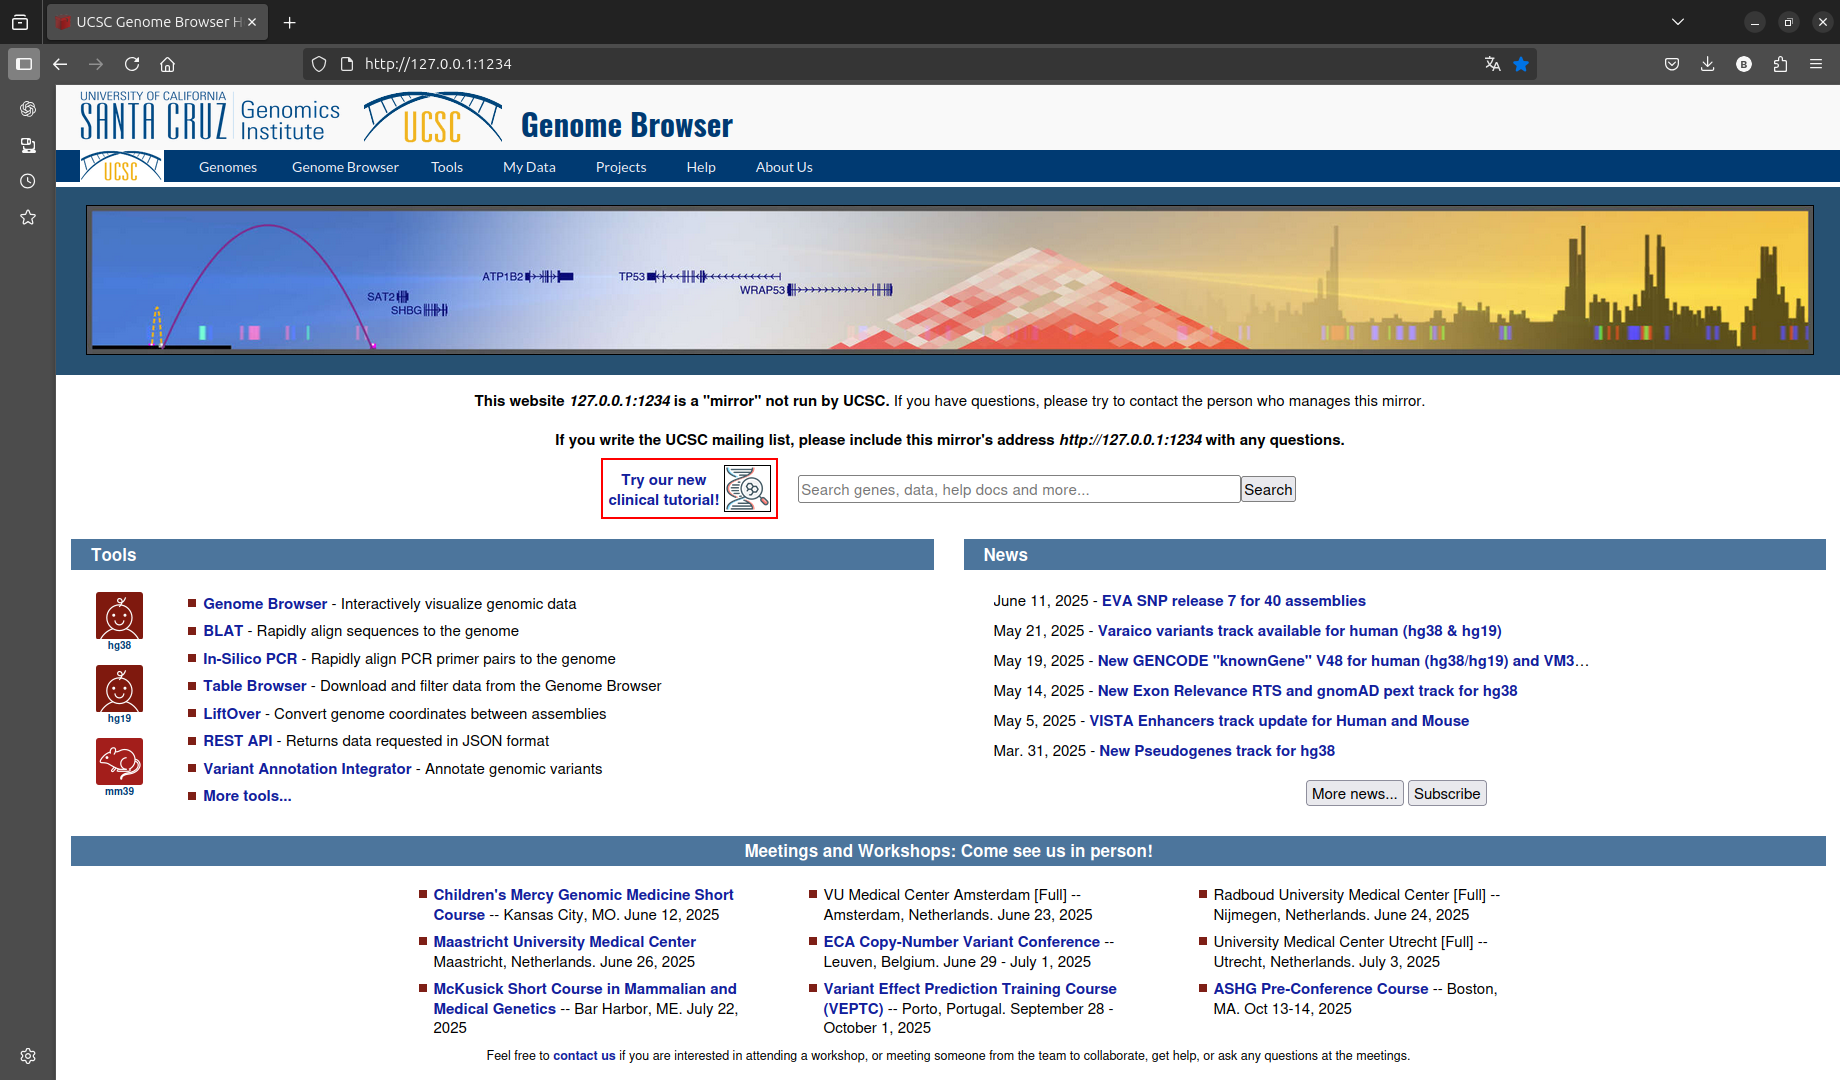 UCSC Genome Browser H
http://127.0.0.1:1234
UNIVERSITY OF CALIFORNIA
SANTA CRUZ
Genomics
Institute
UCSC
Genome Browser
UCSC
Genomes
Genome Browser
Tools
My Data
Projects
Help
About Us
ATP1B2
TP53
WRAP53
SAT2
SHBG
This website 127.0.0.1:1234 is a "mirror" not run by UCSC. If you have questions, please try to contact the person who manages this mirror.
If you write the UCSC mailing list, please include this mirror's address http://127.0.0.1:1234 with any questions.
Try our new
clinical tutorial!
Search genes, data, help docs and more...
Search
Tools
hg38
hg19
mm39
Genome Browser - Interactively visualize genomic data
BLAT - Rapidly align sequences to the genome
In-Silico PCR - Rapidly align PCR primer pairs to the genome
Table Browser - Download and filter data from the Genome Browser
LiftOver - Convert genome coordinates between assemblies
REST API - Returns data requested in JSON format
Variant Annotation Integrator - Annotate genomic variants
More tools...
News
June 11, 2025 - EVA SNP release 7 for 40 assemblies
May 21, 2025 - Varaico variants track available for human (hg38 & hg19)
May 19, 2025 - New GENCODE "knownGene" V48 for human (hg38/hg19) and VM3...
May 14, 2025 - New Exon Relevance RTS and gnomAD pext track for hg38
May 5, 2025 - VISTA Enhancers track update for Human and Mouse
Mar. 31, 2025 - New Pseudogenes track for hg38
More news...
Subscribe
Meetings and Workshops: Come see us in person!
Children's Mercy Genomic Medicine Short
Course -- Kansas City, MO. June 12, 2025
VU Medical Center Amsterdam [Full] --
Amsterdam, Netherlands. June 23, 2025
Radboud University Medical Center [Full] --
Nijmegen, Netherlands. June 24, 2025
Maastricht University Medical Center
Maastricht, Netherlands. June 26, 2025
ECA Copy-Number Variant Conference --
Leuven, Belgium. June 29 - July 1, 2025
University Medical Center Utrecht [Full] --
Utrecht, Netherlands. July 3, 2025
McKusick Short Course in Mammalian and
Medical Genetics -- Bar Harbor, ME. July 22,
2025
Variant Effect Prediction Training Course
(VEPTC) -- Porto, Portugal. September 28 -
October 1, 2025
ASHG Pre-Conference Course -- Boston,
MA. Oct 13-14, 2025
Feel free to contact us if you are interested in attending a workshop, or meeting someone from the team to collaborate, get help, or ask any questions at the meetings.